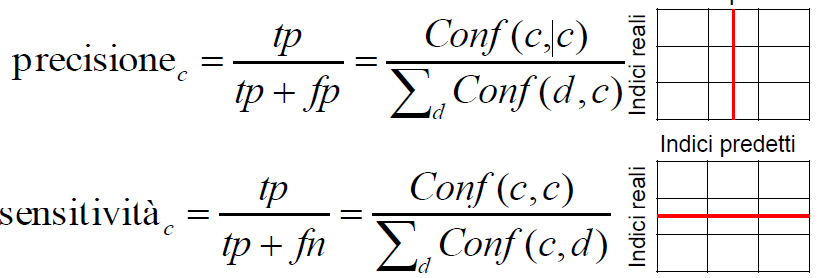 precisione_c = tp / (tp + fp) = Conf(c,c) / ∑_d Conf(d,c)
Indici reali
Indici predetti
sensitività_c = tp / (tp + fn) = Conf(c,c) / ∑_d Conf(c,d)
Indici reali